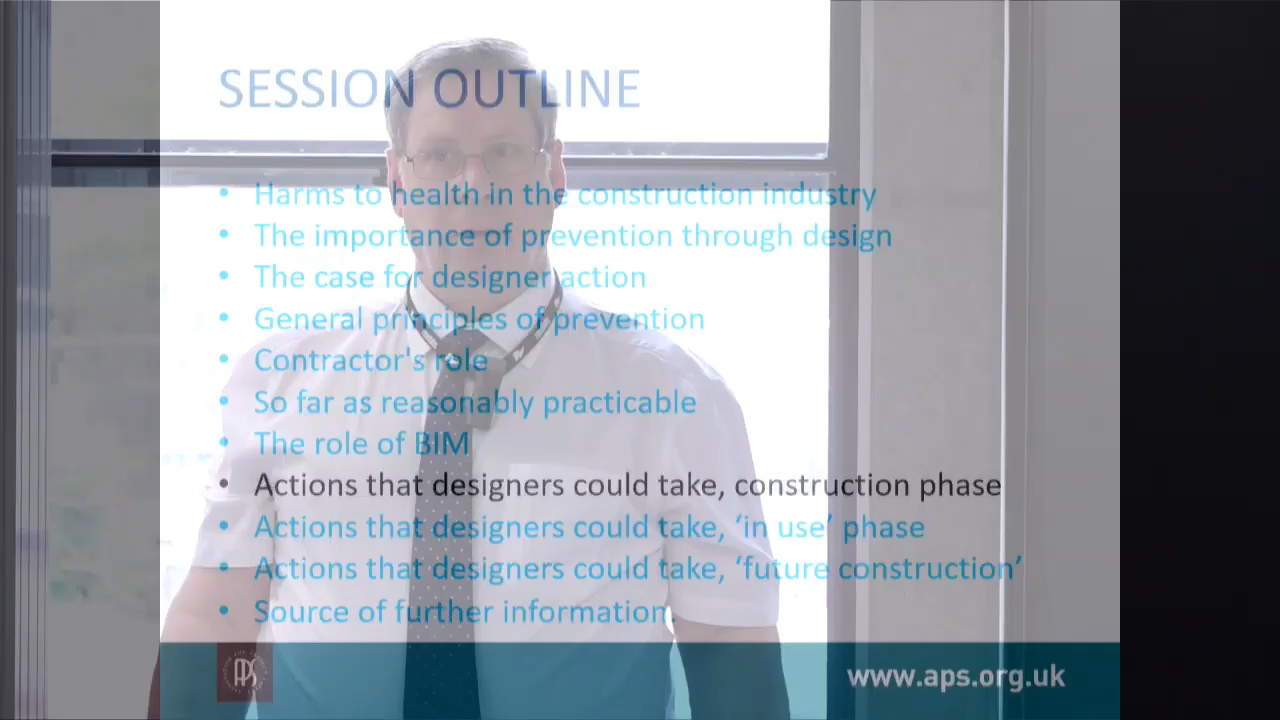 SESSION OUTLINE
• Harms to health in the construction industry
• The importance of prevention through design
• The case for designer action
• General principles of prevention
• Contractor's role
• So far as reasonably practicable
• The role of BIM
• Actions that designers could take, construction phase
• Actions that designers could take, ‘in use’ phase
• Actions that designers could take, ‘future construction’
• Source of further information.
APS
www.aps.org.uk